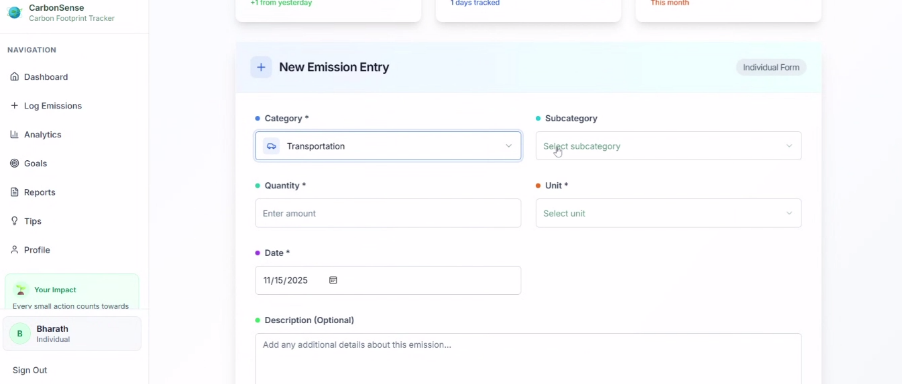 CarbonSense
Carbon Footprint Tracker
NAVIGATION
Dashboard
Log Emissions
Analytics
Goals
Reports
Tips
Profile
Your Impact
Every small action counts towards
B
Bharath
Individual
Sign Out
+1 from yesterday
1 days tracked
This month
New Emission Entry
Individual Form
Category *
Subcategory
Transportation
Select subcategory
Quantity *
Unit *
Enter amount
Select unit
Date *
11/15/2025
Description (Optional)
Add any additional details about this emission...